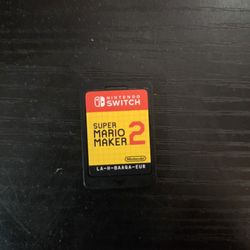 NINTENDO
SWITCH
SUPER
MARIO
MAKER 2
Nintendo
LA-H-BAAQA-EUR